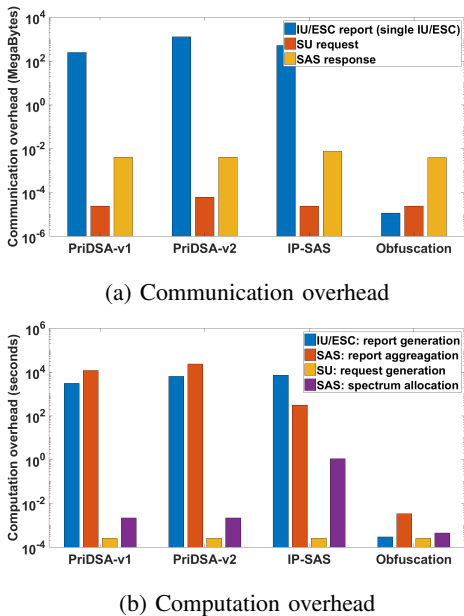 10^4
10^2
10^0
10^-2
10^-4
10^-6
Communication overhead (MegaBytes)
IU/ESC report (single IU/ESC)
SU request
SAS response
PriDSA-v1 PriDSA-v2 IP-SAS Obfuscation
(a) Communication overhead
10^6
10^4
10^2
10^0
10^-2
10^-4
Computation overhead (seconds)
IU/ESC: report generation
SAS: report aggreagation
SU: request generation
SAS: spectrum allocation
PriDSA-v1 PriDSA-v2 IP-SAS Obfuscation
(b) Computation overhead